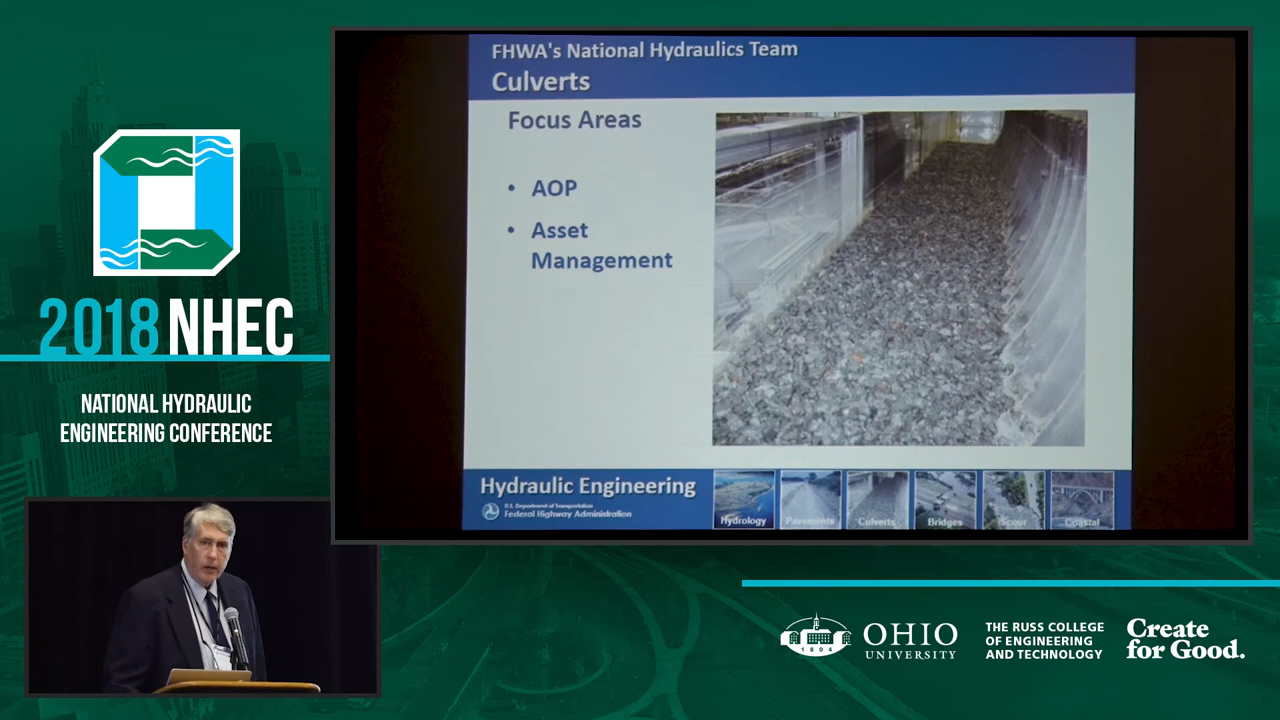 2018 NHEC
NATIONAL HYDRAULIC
ENGINEERING CONFERENCE
FHWA's National Hydraulics Team
Culverts
Focus Areas
• AOP
• Asset
Management
Hydraulic Engineering
U.S. Department of Transportation
Federal Highway Administration
Hydrology
Pavements
Culverts
Bridges
Scour
Coastal
1804
OHIO
UNIVERSITY
THE RUSS COLLEGE
OF ENGINEERING
AND TECHNOLOGY
Create
for Good.